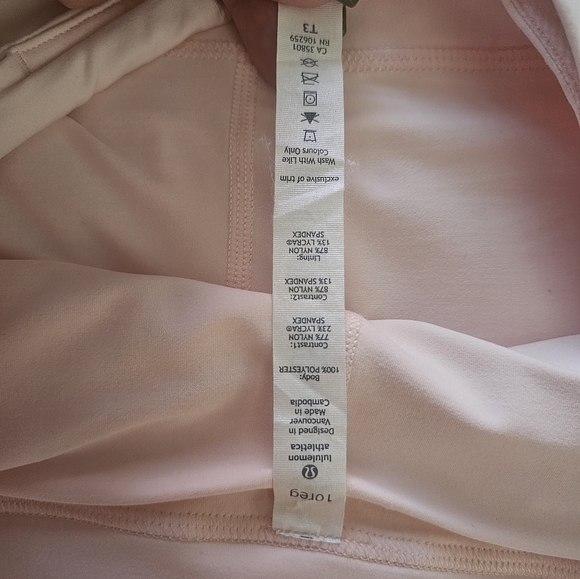 10reg
lululemon
athletica
Designed in
Vancouver
Made in
Cambodia
Body:
100% POLYESTER
Contrast1:
77% NYLON
23% LYCRA®
SPANDEX
Contrast2:
87% NYLON
13% SPANDEX
Lining:
87% NYLON
13% LYCRA®
SPANDEX
exclusive of trim
Wash With Like
Colours Only
RN 106259
CA 35801
T3